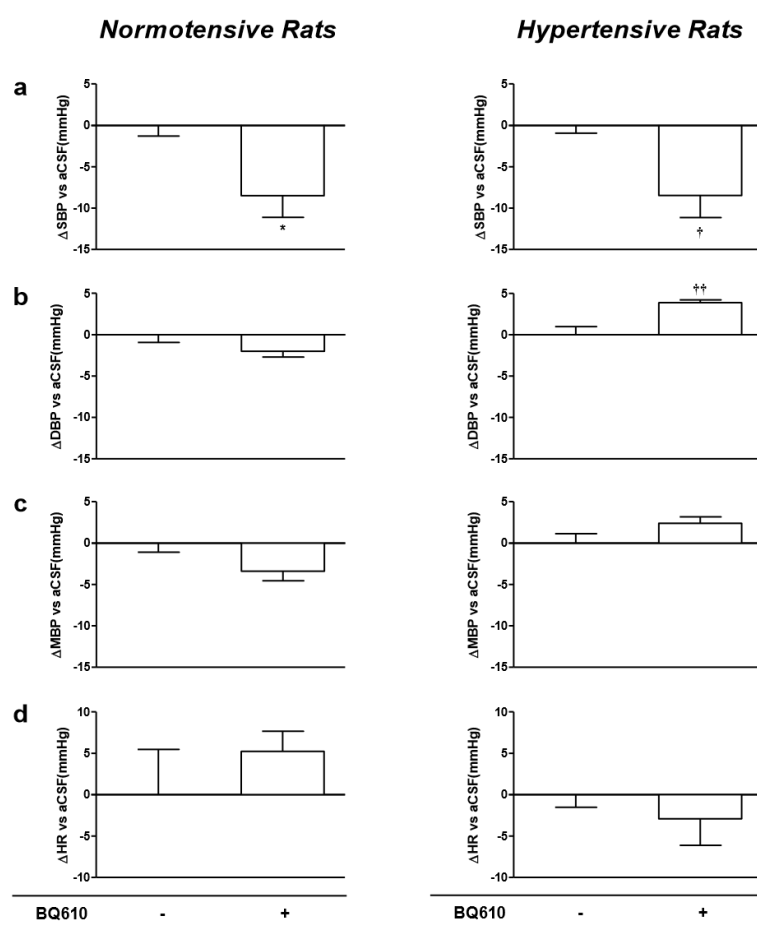 Normotensive Rats
Hypertensive Rats
a
ΔSBP vs aCSF(mmHg)
5
0
-5
-10
-15
*
ΔSBP vs aCSF(mmHg)
5
0
-5
-10
-15
†
b
ΔDBP vs aCSF(mmHg)
5
0
-5
-10
-15
ΔDBP vs aCSF(mmHg)
5
0
-5
-10
-15
††
c
ΔMBP vs aCSF(mmHg)
5
0
-5
-10
-15
ΔMBP vs aCSF(mmHg)
5
0
-5
-10
-15
d
ΔHR vs aCSF(mmHg)
10
5
0
-5
-10
ΔHR vs aCSF(mmHg)
10
5
0
-5
-10
BQ610 - +
BQ610 - +